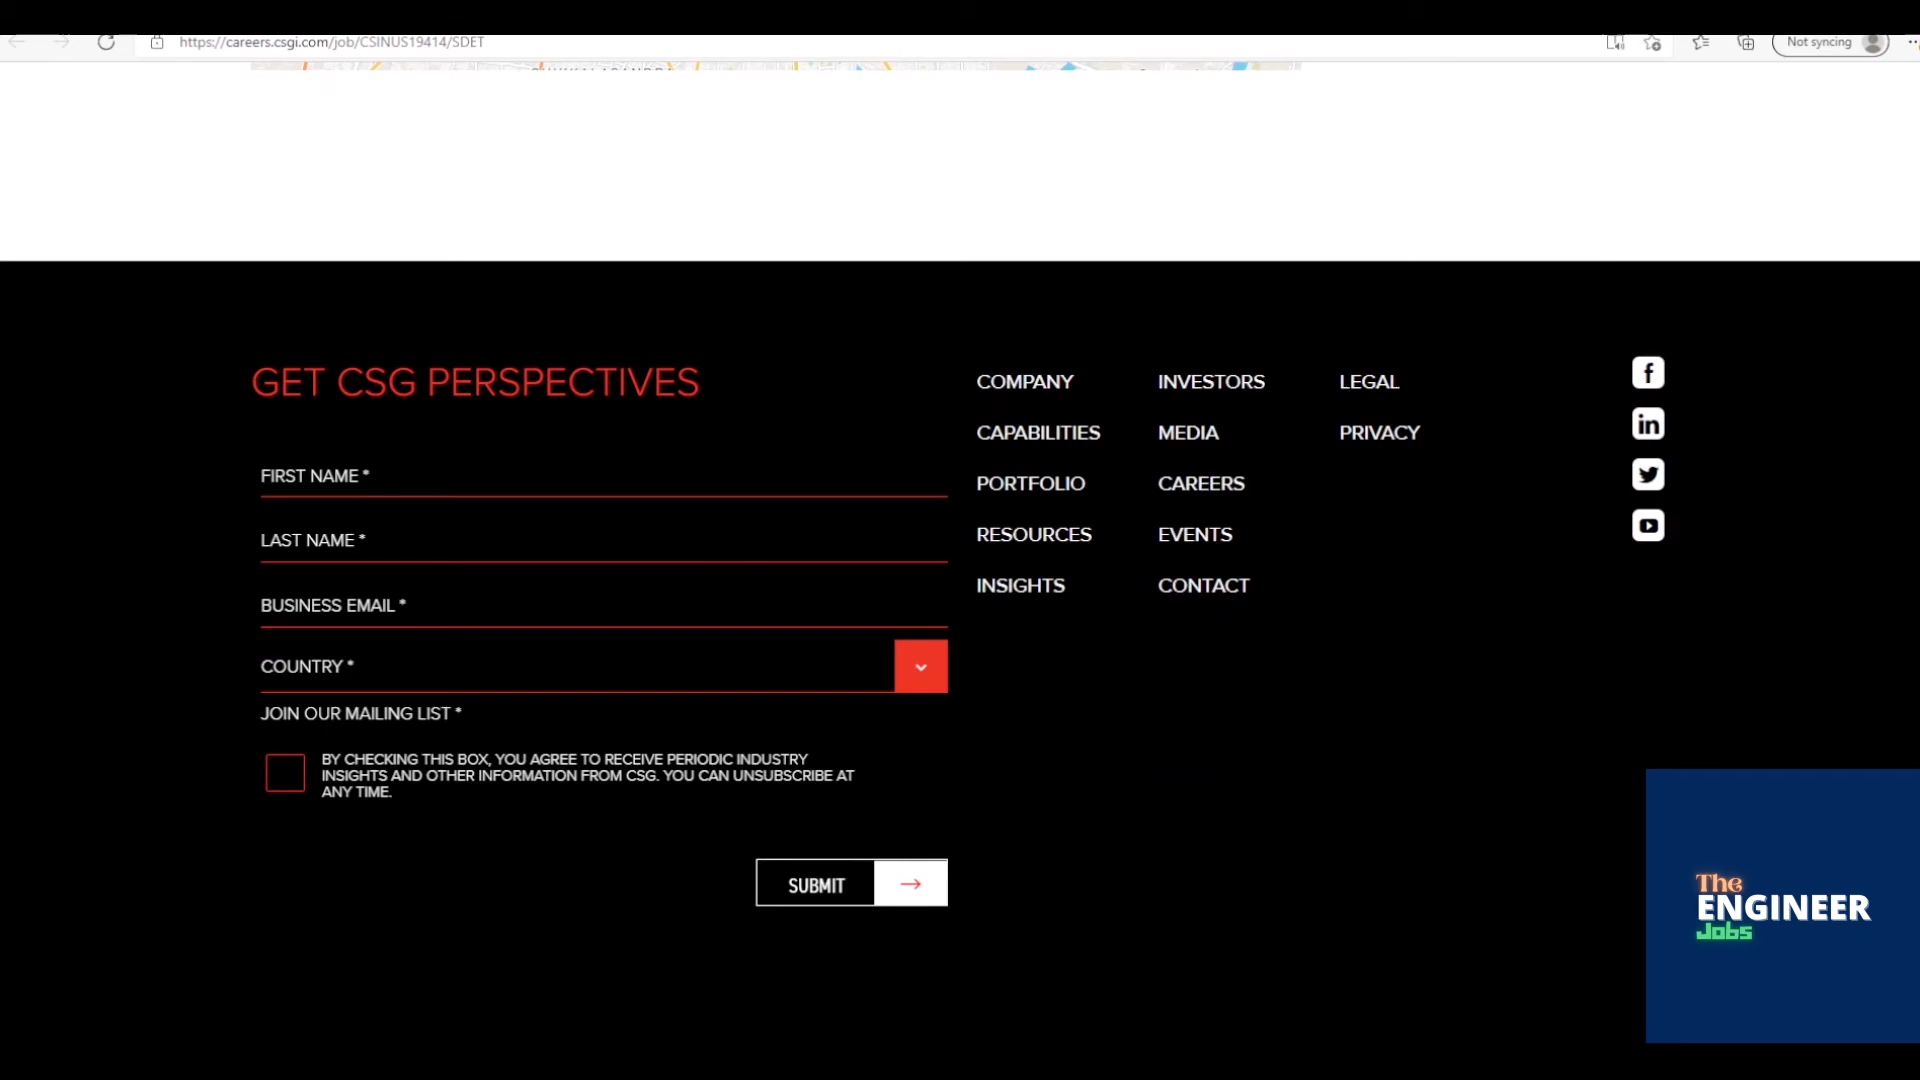 https://careers.csgi.com/job/CSINUS19414/SDET
Not syncing
GET CSG PERSPECTIVES
FIRST NAME *
LAST NAME *
BUSINESS EMAIL *
COUNTRY *
JOIN OUR MAILING LIST *
BY CHECKING THIS BOX, YOU AGREE TO RECEIVE PERIODIC INDUSTRY
INSIGHTS AND OTHER INFORMATION FROM CSG. YOU CAN UNSUBSCRIBE AT
ANY TIME.
SUBMIT
COMPANY
CAPABILITIES
PORTFOLIO
RESOURCES
INSIGHTS
INVESTORS
MEDIA
CAREERS
EVENTS
CONTACT
LEGAL
PRIVACY
f
in
The
ENGINEER
Jobs